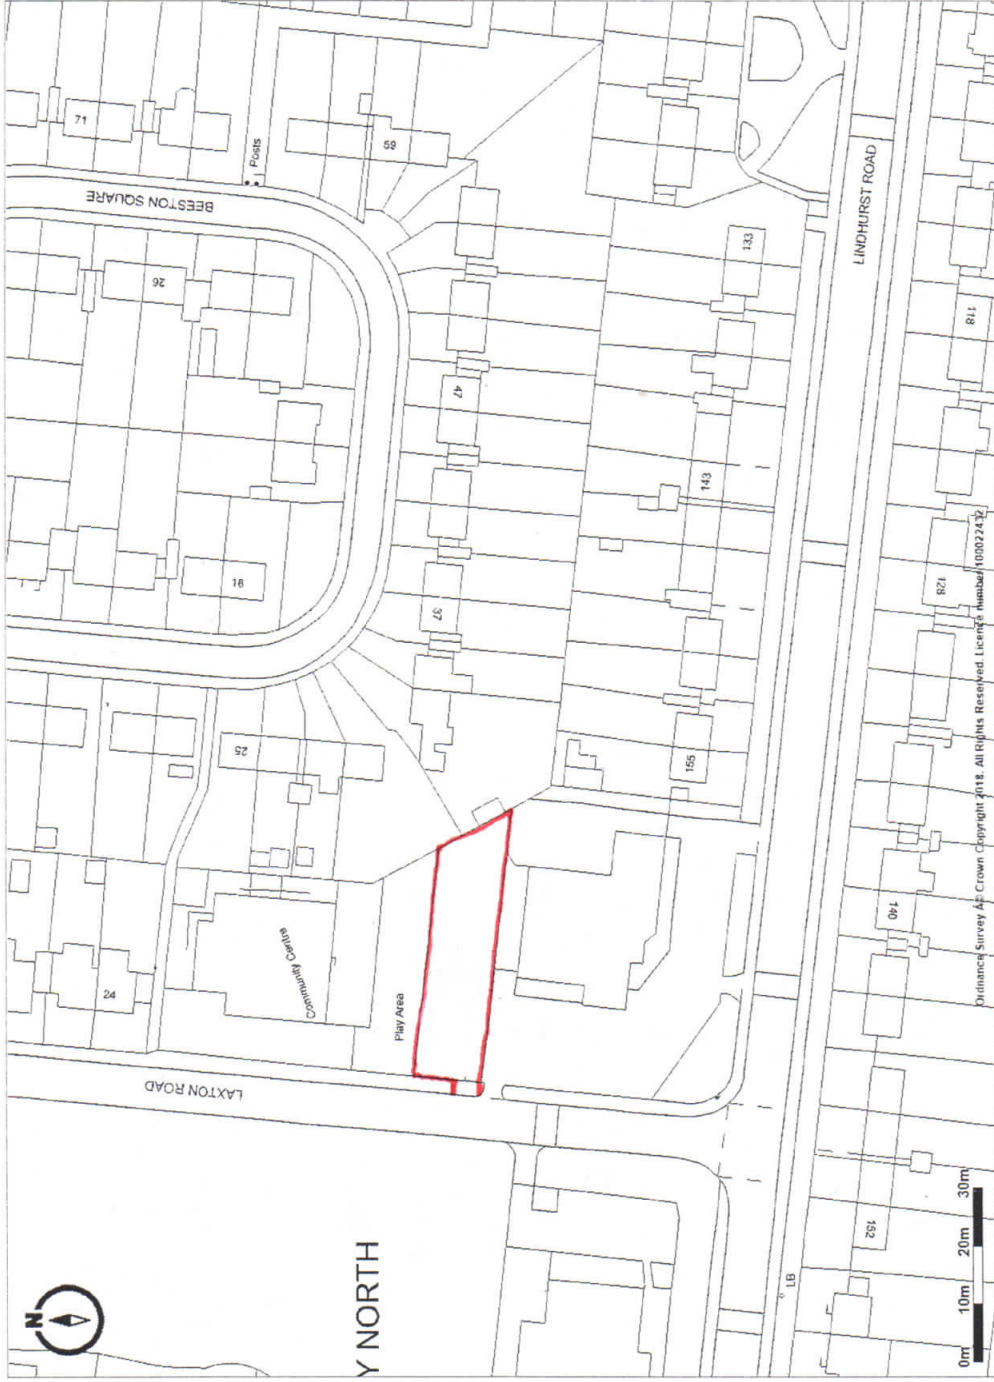 71
Posts
59
BEESTON SQUARE
26
LINDHURST ROAD
133
118
47
143
16
37
128
25
155
Community Centre
24
Play Area
140
LAXTON ROAD
152
LB
Y NORTH
N
0m 10m 20m 30m
Ordnance Survey Â© Crown Copyright 2018. All Rights Reserved. Licence number 100022432